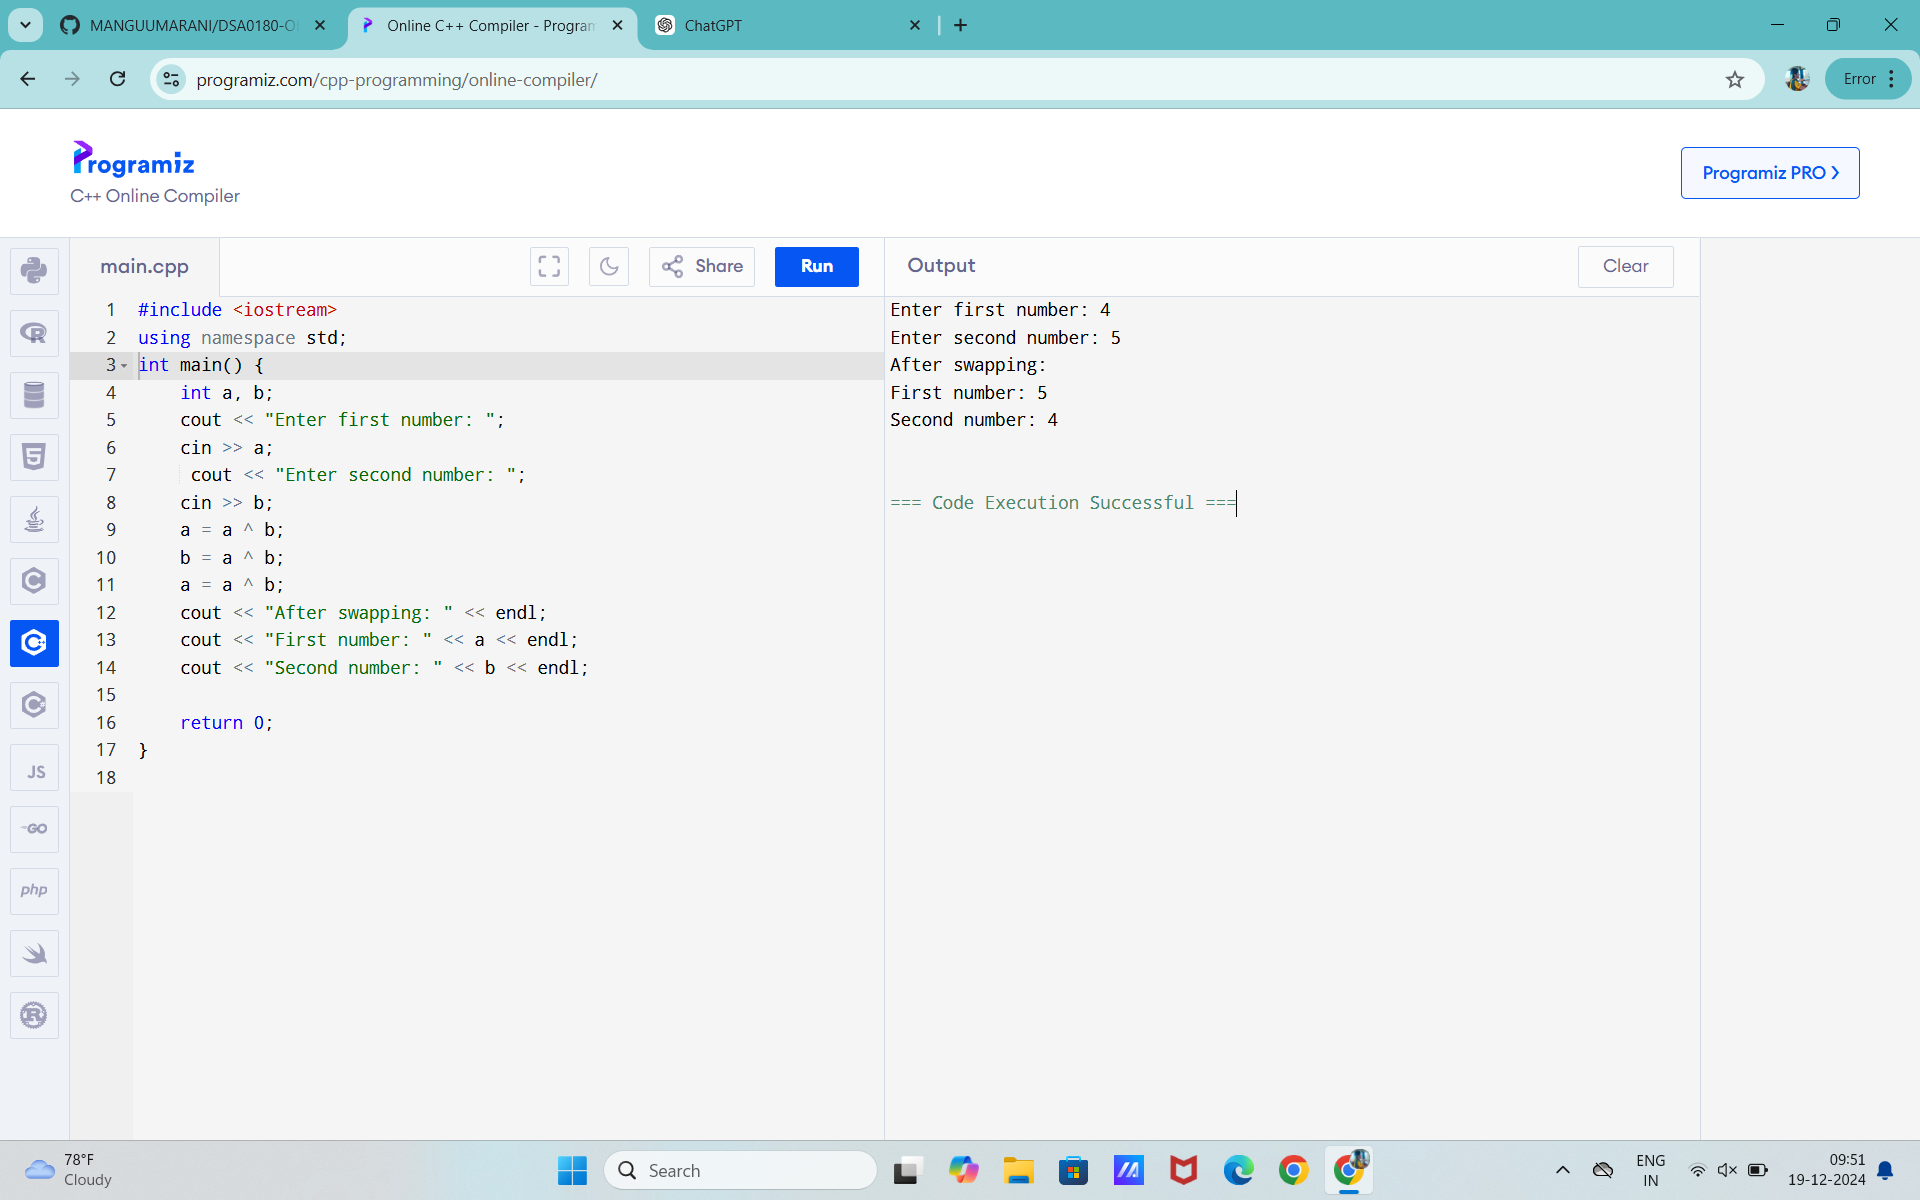 MANGUUMARANI/DSA0180-O
Online C++ Compiler - Program
ChatGPT
programiz.com/cpp-programming/online-compiler/
Error
Programiz
C++ Online Compiler
Programiz PRO
main.cpp
Share
Run
Output
Clear
1 #include <iostream>
2 using namespace std;
3 int main() {
4 int a, b;
5 cout << "Enter first number: ";
6 cin >> a;
7 cout << "Enter second number: ";
8 cin >> b;
9 a = a ^ b;
10 b = a ^ b;
11 a = a ^ b;
12 cout << "After swapping: " << endl;
13 cout << "First number: " << a << endl;
14 cout << "Second number: " << b << endl;
15
16 return 0;
17 }
18
Enter first number: 4
Enter second number: 5
After swapping:
First number: 5
Second number: 4
=== Code Execution Successful ===
JS
GO
php
78°F
Cloudy
Search
ENG
IN
09:51
19-12-2024